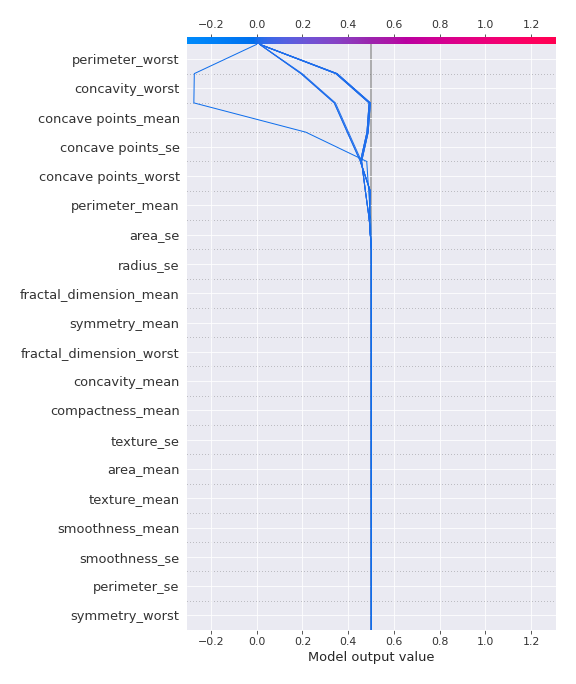 −0.2 0.0 0.2 0.4 0.6 0.8 1.0 1.2
perimeter_worst
concavity_worst
concave points_mean
concave points_se
concave points_worst
perimeter_mean
area_se
radius_se
fractal_dimension_mean
symmetry_mean
fractal_dimension_worst
concavity_mean
compactness_mean
texture_se
area_mean
texture_mean
smoothness_mean
smoothness_se
perimeter_se
symmetry_worst
−0.2 0.0 0.2 0.4 0.6 0.8 1.0 1.2
Model output value